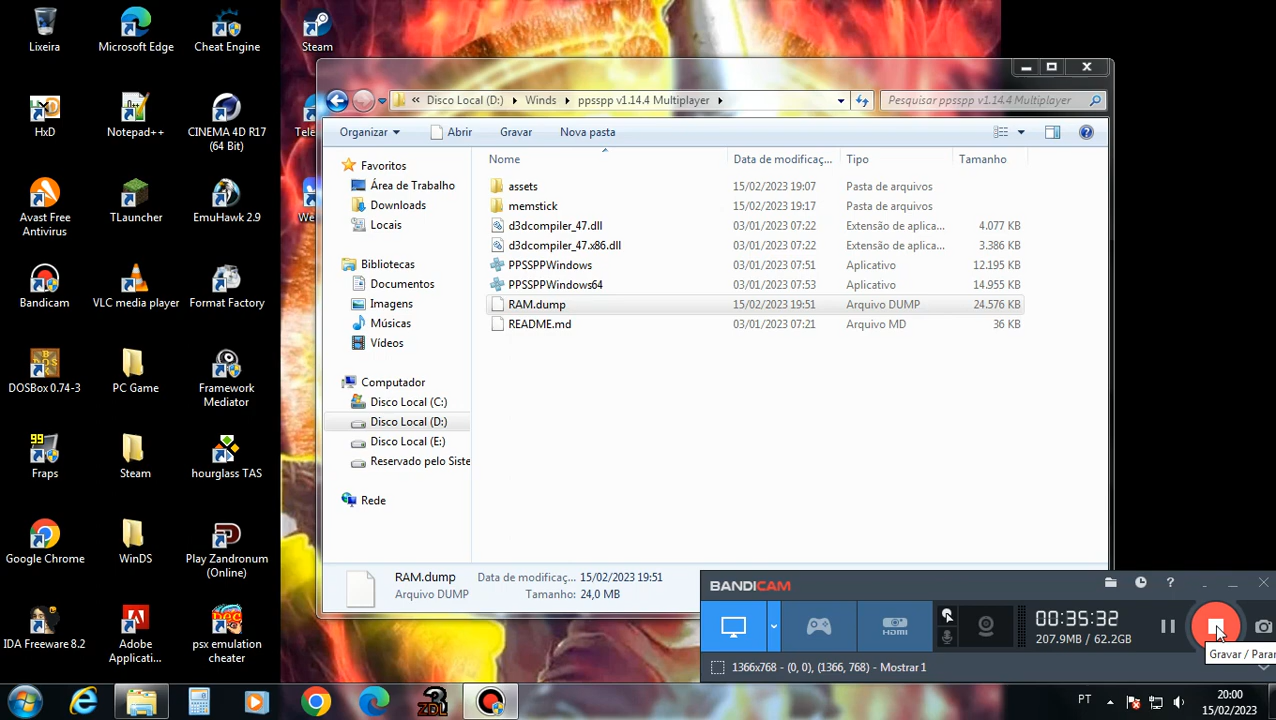 Lixeira
Microsoft Edge
Cheat Engine
Steam
HxD
Notepad++
CINEMA 4D R17
(64 Bit)
Avast Free
Antivirus
TLauncher
EmuHawk 2.9
Bandicam
VLC media player
Format Factory
DOSBox 0.74-3
PC Game
Framework
Mediator
99
Fraps
Steam
hourglass TAS
Google Chrome
WinDS
Play Zandronum
(Online)
IDA Freeware 8.2
Adobe
Applicati...
psx emulation
cheater
« Disco Local (D:) Winds ppsspp v1.14.4 Multiplayer
Pesquisar ppsspp v1.14.4 Multiplayer
Organizar Abrir Gravar Nova pasta
Favoritos
Área de Trabalho
Downloads
Locais
Bibliotecas
Documentos
Imagens
Músicas
Vídeos
Computador
Disco Local (C:)
Disco Local (D:)
Disco Local (E:)
Reservado pelo Siste
Rede
Nome Data de modificaç... Tipo Tamanho
assets 15/02/2023 19:07 Pasta de arquivos
memstick 15/02/2023 19:17 Pasta de arquivos
d3dcompiler_47.dll 03/01/2023 07:22 Extensão de aplica... 4.077 KB
d3dcompiler_47.x86.dll 03/01/2023 07:22 Extensão de aplica... 3.386 KB
PPSSPPWindows 03/01/2023 07:51 Aplicativo 12.195 KB
PPSSPPWindows64 03/01/2023 07:53 Aplicativo 14.955 KB
RAM.dump 15/02/2023 19:51 Arquivo DUMP 24.576 KB
README.md 03/01/2023 07:21 Arquivo MD 36 KB
RAM.dump Data de modificaç... 15/02/2023 19:51
Arquivo DUMP Tamanho: 24,0 MB
BANDICAM
HDMI
00:35:32
207.9MB / 62.2GB
Gravar / Parar
1366x768 - (0, 0), (1366, 768) - Mostrar 1
ZDL
PT
20:00
15/02/2023